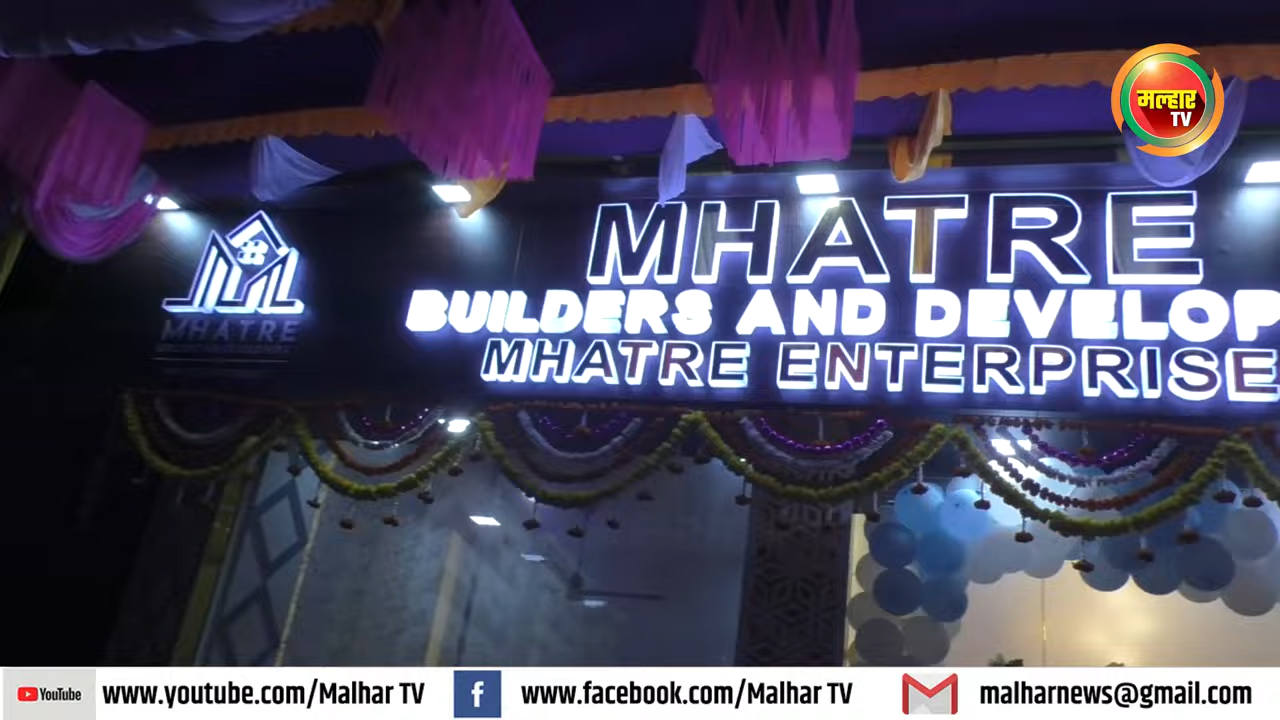 मल्हार
TV
MHATRE
BUILDERS AND DEVELOP
MHATRE ENTERPRISE
R
MHATRE
YouTube
www.youtube.com/Malhar TV
f
www.facebook.com/Malhar TV
malharnews@gmail.com